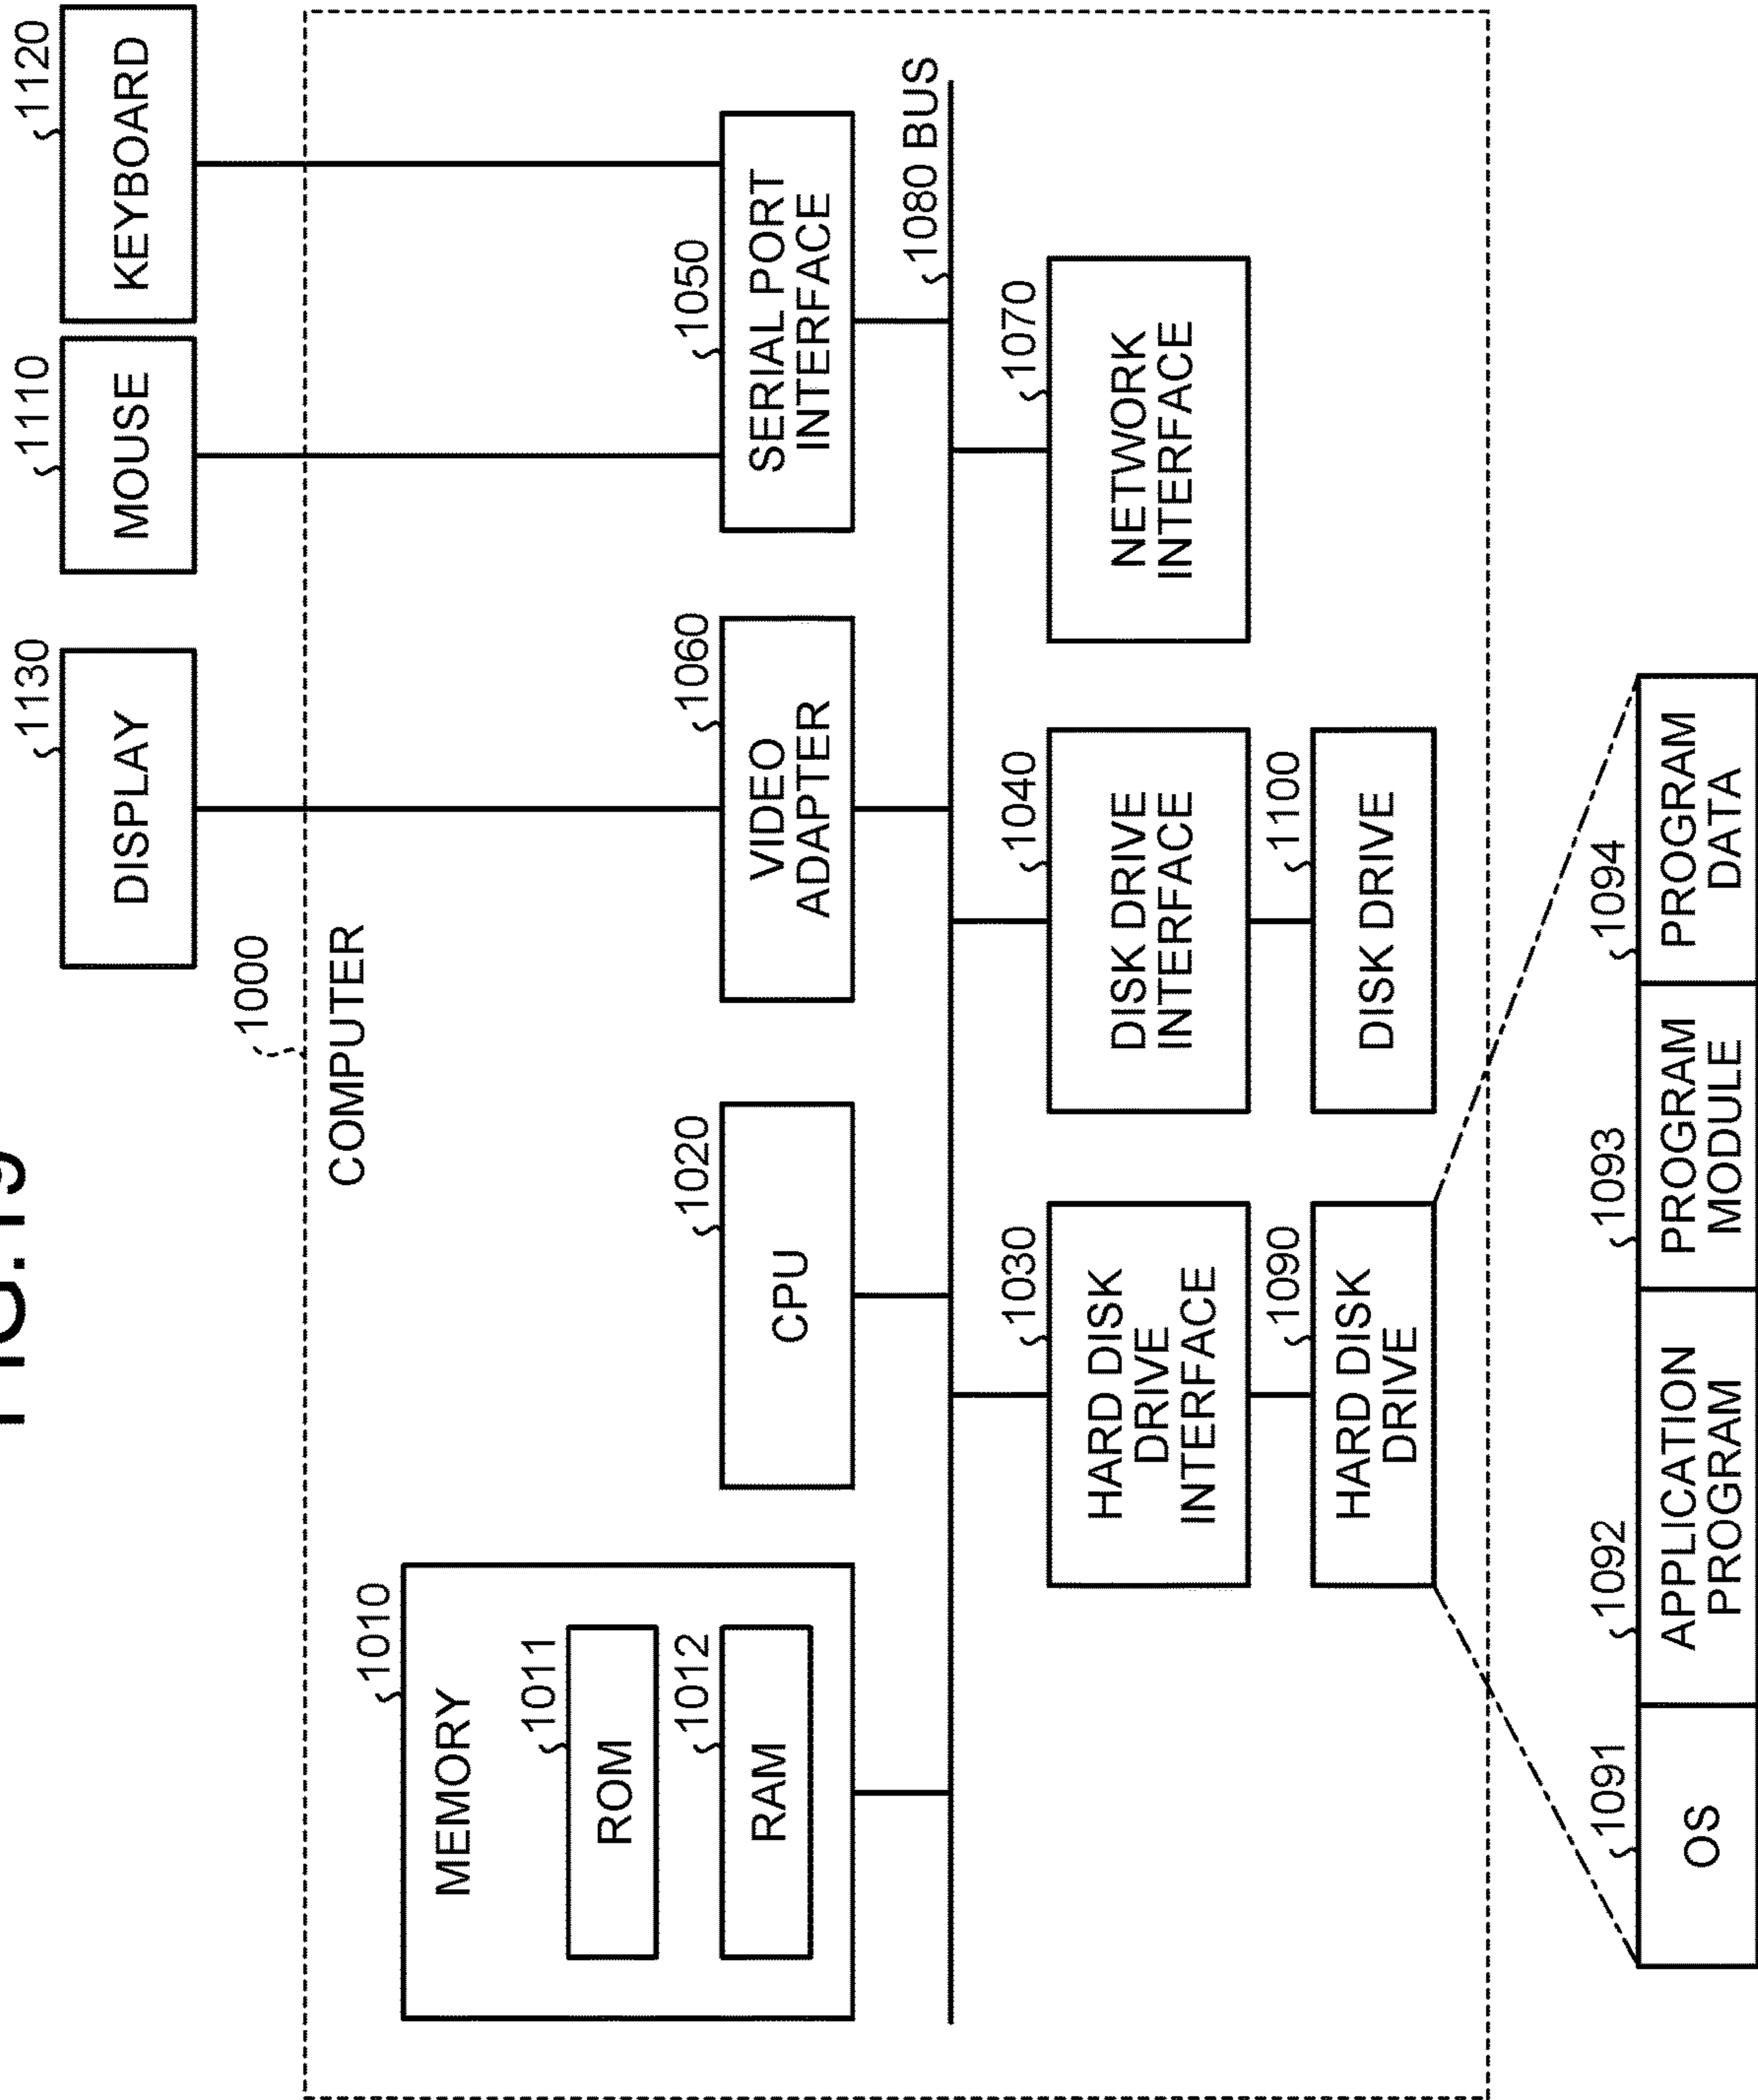 1130
DISPLAY
1110
MOUSE
1120
KEYBOARD
1000
COMPUTER
1010
MEMORY
1011
ROM
1012
RAM
1020
CPU
1060
VIDEO
ADAPTER
1050
SERIAL PORT
INTERFACE
1080 BUS
1030
HARD DISK
DRIVE
INTERFACE
1040
DISK DRIVE
INTERFACE
1070
NETWORK
INTERFACE
1090
HARD DISK
DRIVE
1100
DISK DRIVE
1091
OS
1092
APPLICATION
PROGRAM
1093
PROGRAM
MODULE
1094
PROGRAM
DATA